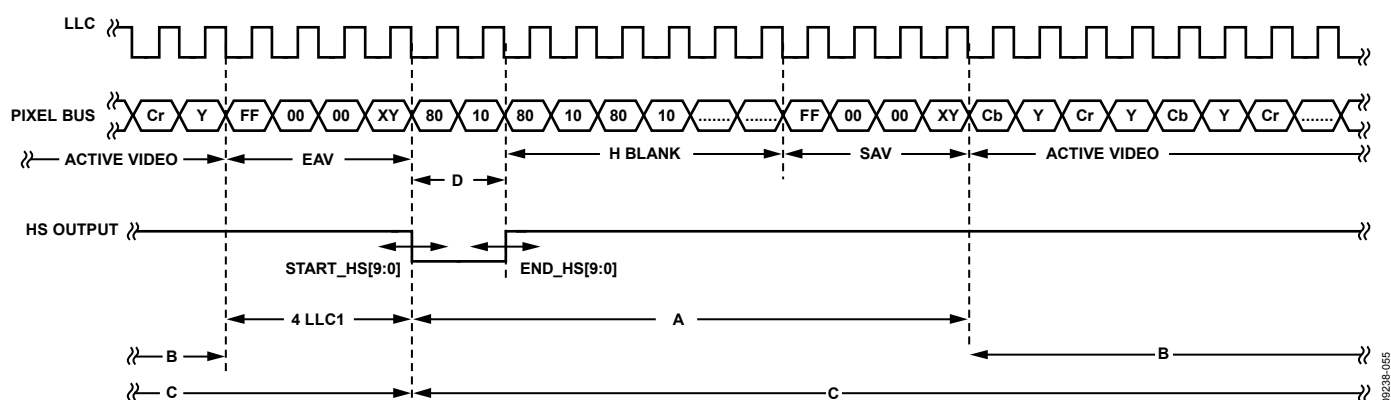 LLC
PIXEL BUS Cr Y FF 00 00 XY 80 10 80 10 80 10 ....... ....... FF 00 00 XY Cb Y Cr Y Cb Y Cr .......
ACTIVE VIDEO EAV H BLANK SAV ACTIVE VIDEO
D
HS OUTPUT
START_HS[9:0] END_HS[9:0]
4 LLC1 A
B B
C C
09238-055